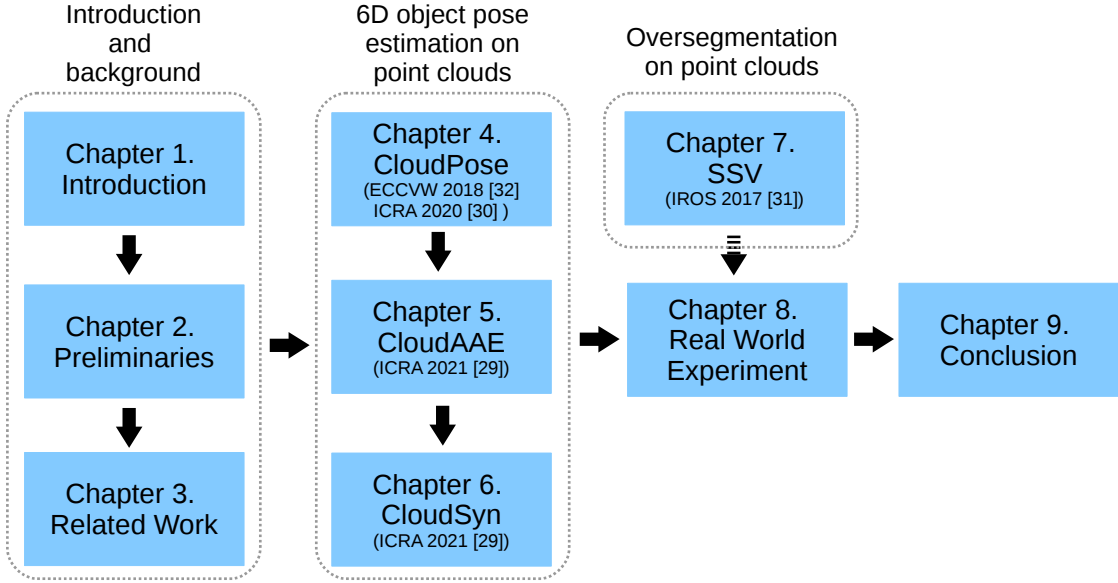 Introduction
and
background
Chapter 1.
Introduction
Chapter 2.
Preliminaries
Chapter 3.
Related Work
6D object pose
estimation on
point clouds
Chapter 4.
CloudPose
(ECCVW 2018 [32]
ICRA 2020 [30] )
Chapter 5.
CloudAAE
(ICRA 2021 [29])
Chapter 6.
CloudSyn
(ICRA 2021 [29])
Oversegmentation
on point clouds
Chapter 7.
SSV
(IROS 2017 [31])
Chapter 8.
Real World
Experiment
Chapter 9.
Conclusion